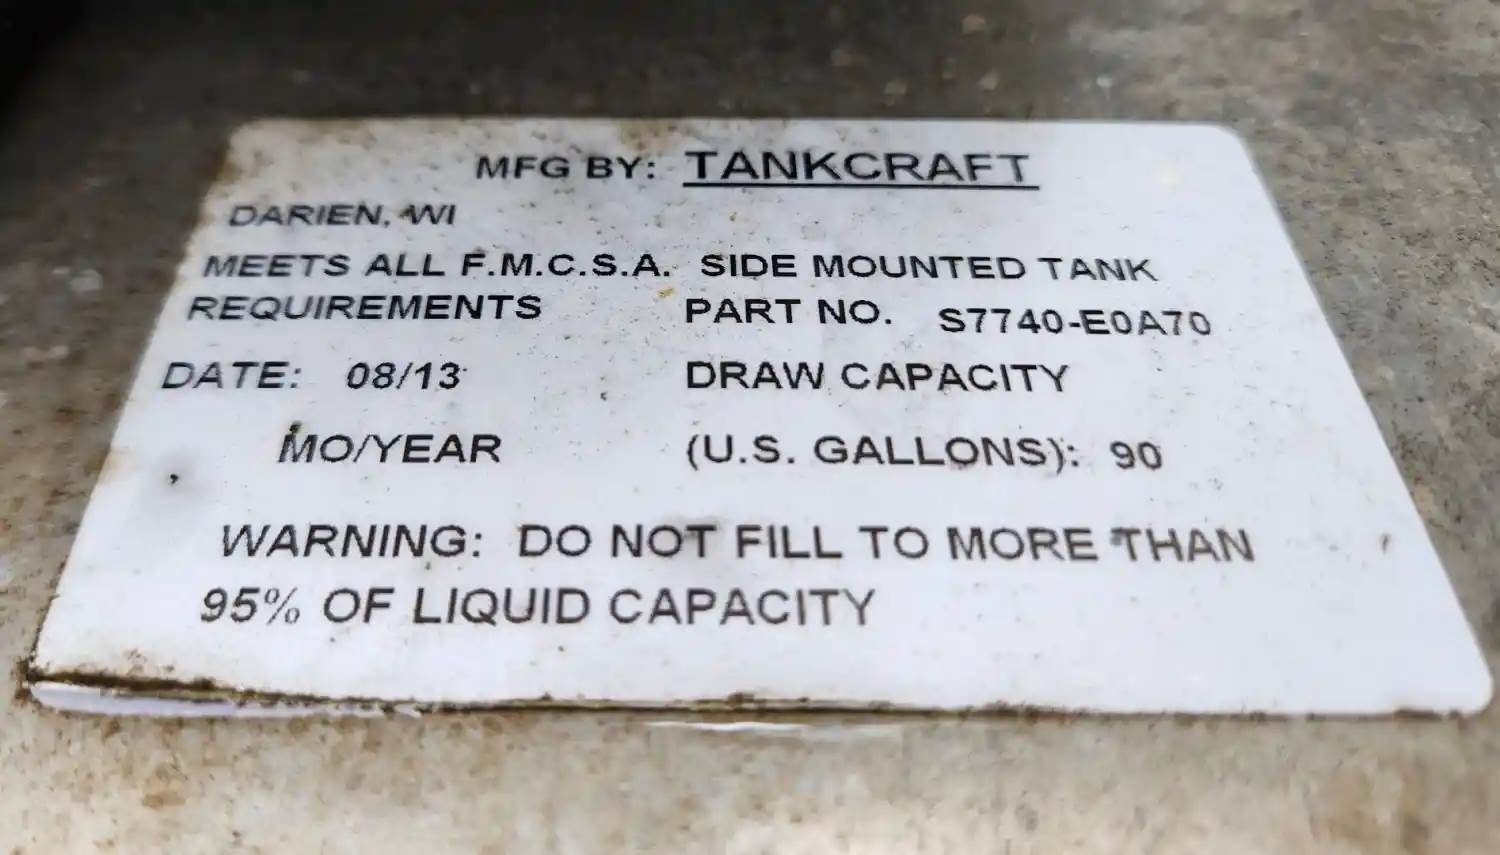 MFG BY: TANKCRAFT
DARIEN, WI
MEETS ALL F.M.C.S.A. SIDE MOUNTED TANK
REQUIREMENTS PART NO. S7740-E0A70
DATE: 08/13 DRAW CAPACITY
MO/YEAR (U.S. GALLONS): 90
WARNING: DO NOT FILL TO MORE THAN
95% OF LIQUID CAPACITY